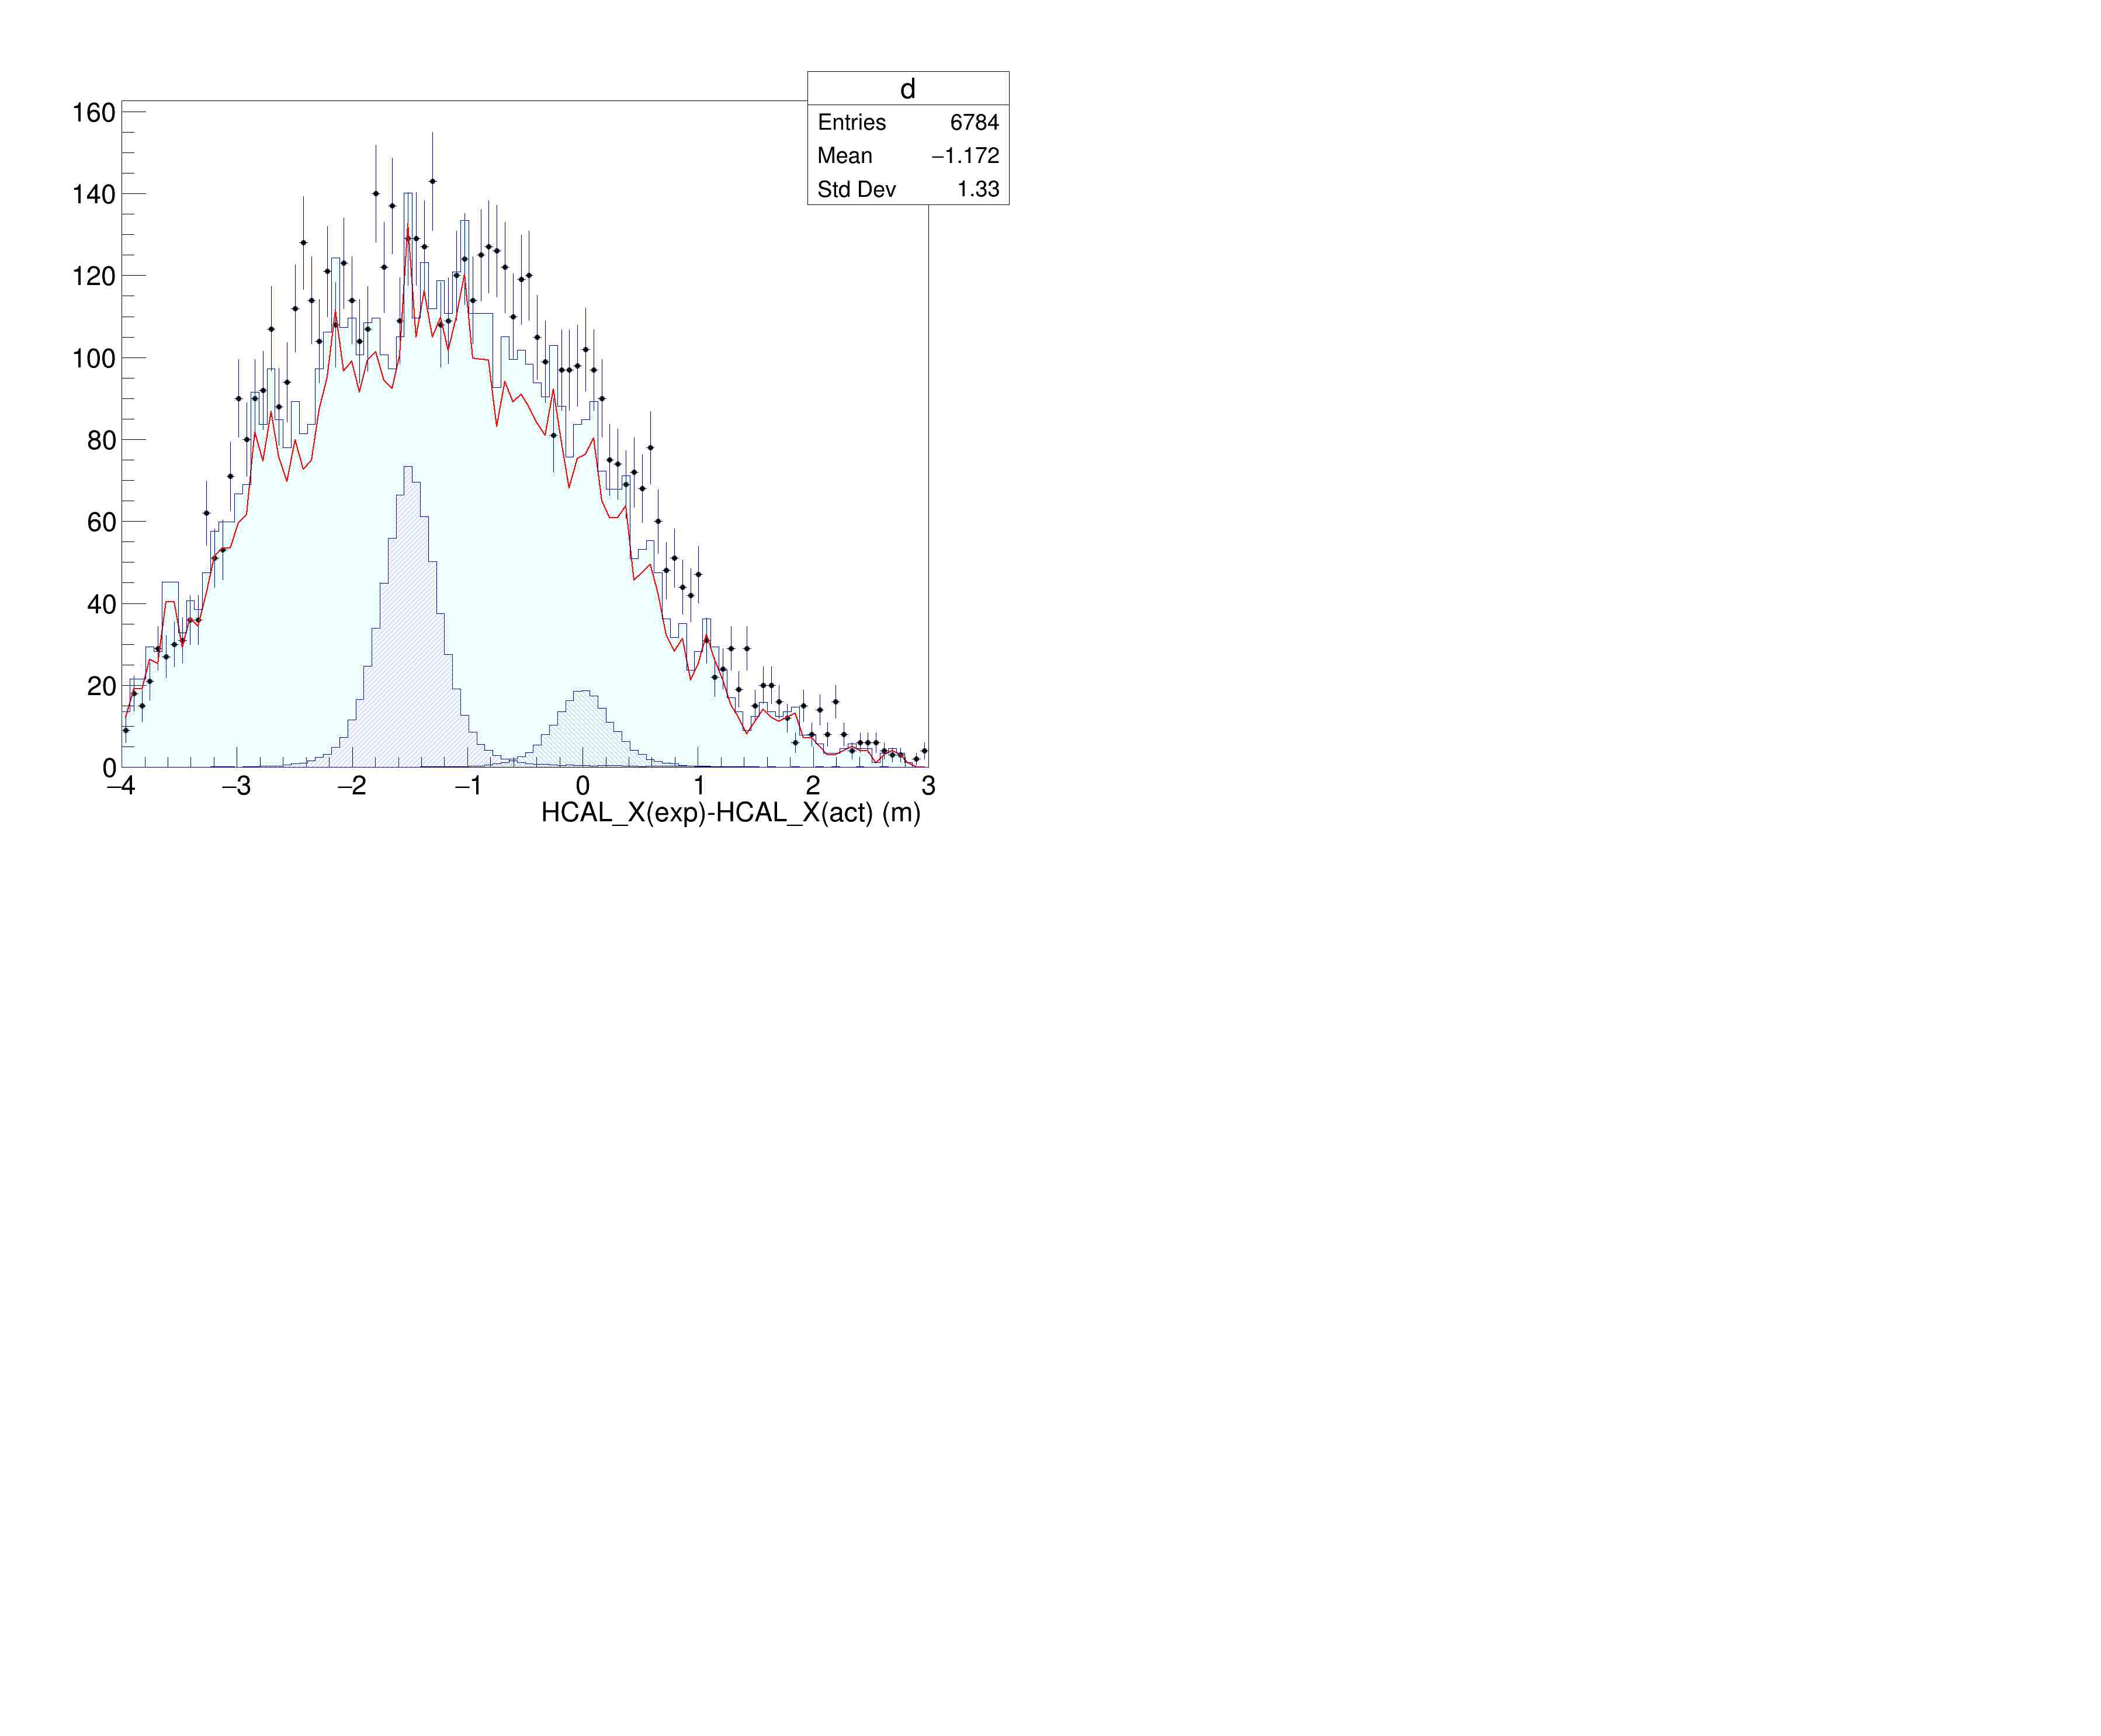 d
Entries 6784
Mean −1.172
Std Dev 1.33
160
140
120
100
80
60
40
20
0
−4 −3 −2 −1 0 1 2 3
HCAL_X(exp)-HCAL_X(act) (m)